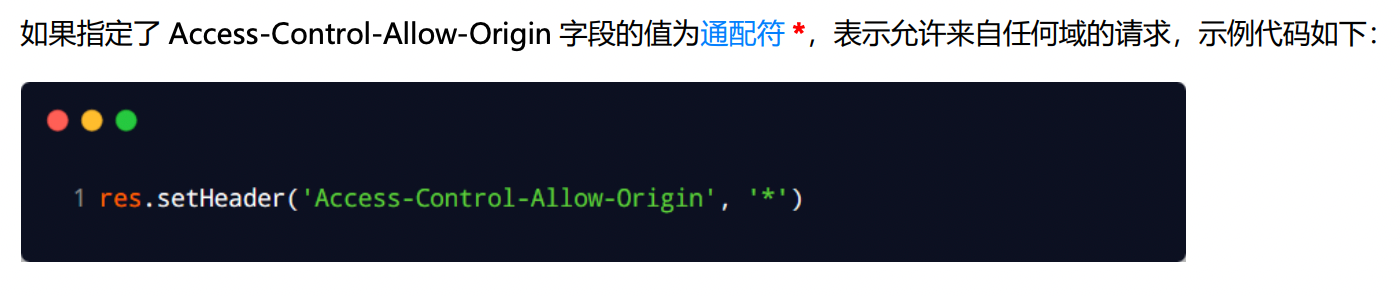 如果指定了 Access-Control-Allow-Origin 字段的值为通配符 *，表示允许来自任何域的请求，示例代码如下：
1 res.setHeader('Access-Control-Allow-Origin', '*')